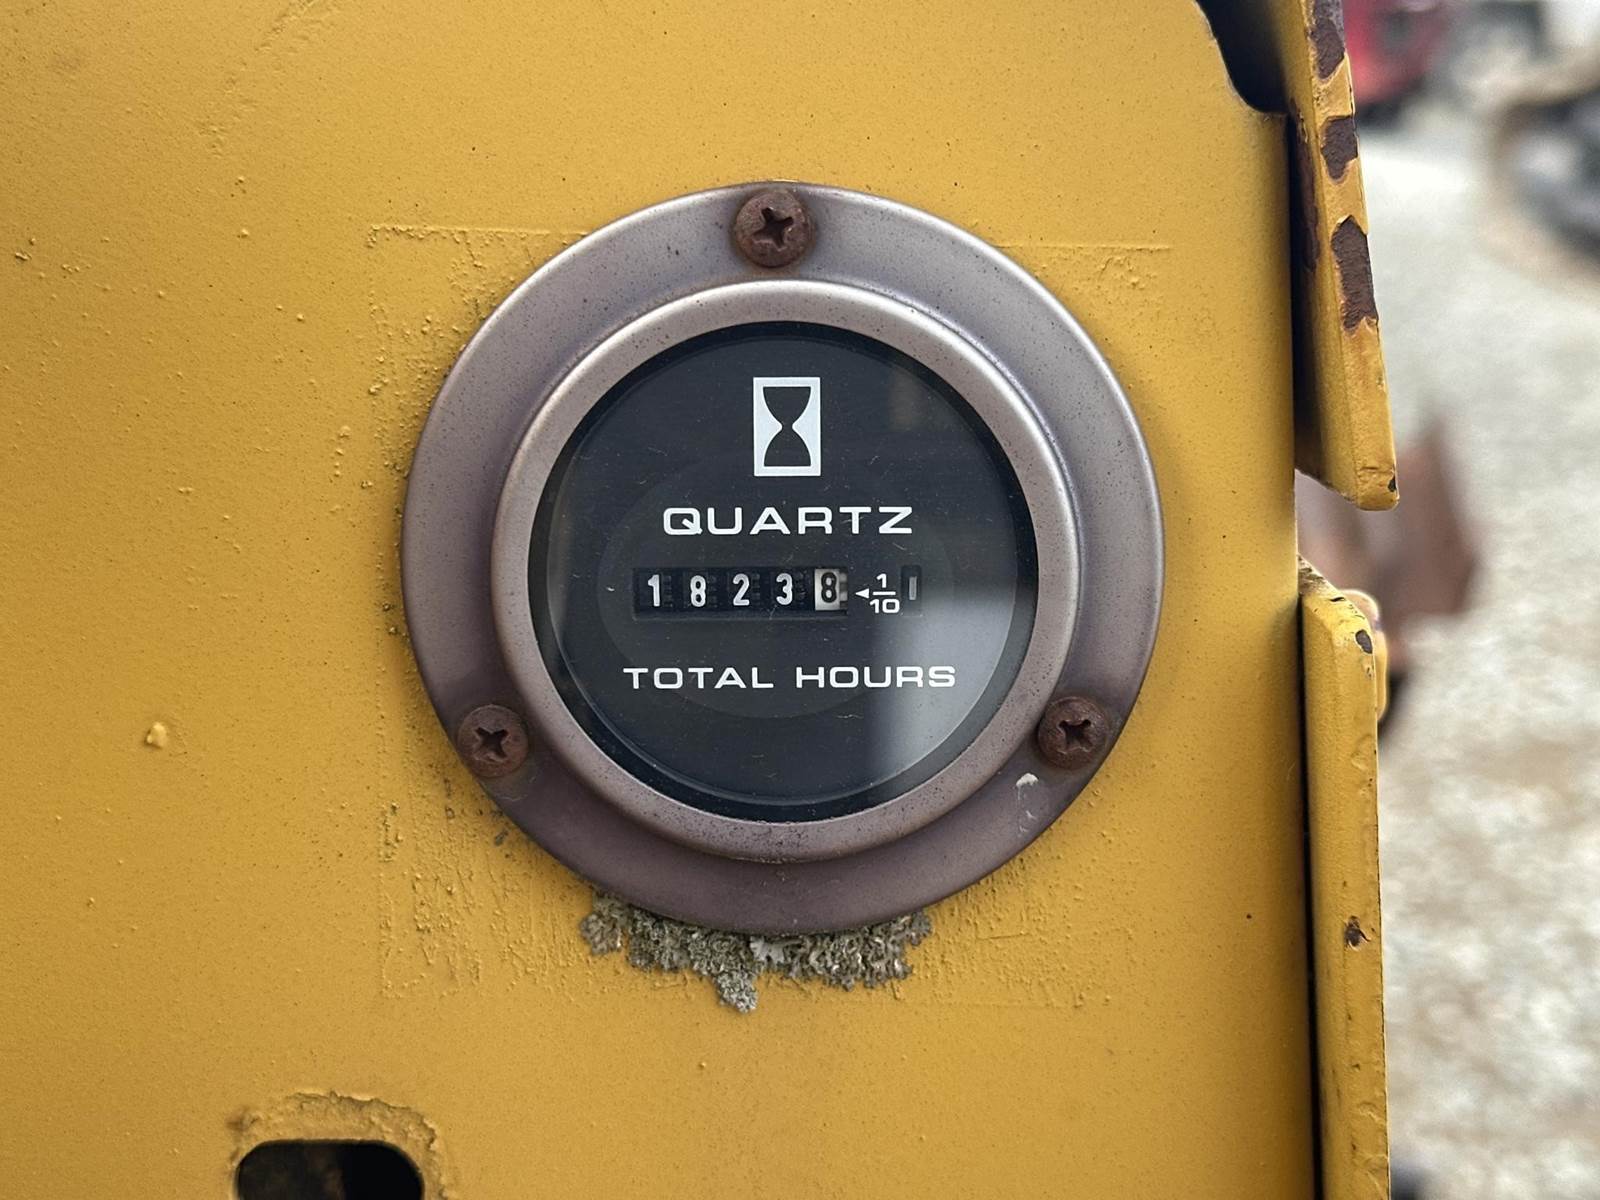 QUARTZ
18238 ◄1/10
TOTAL HOURS